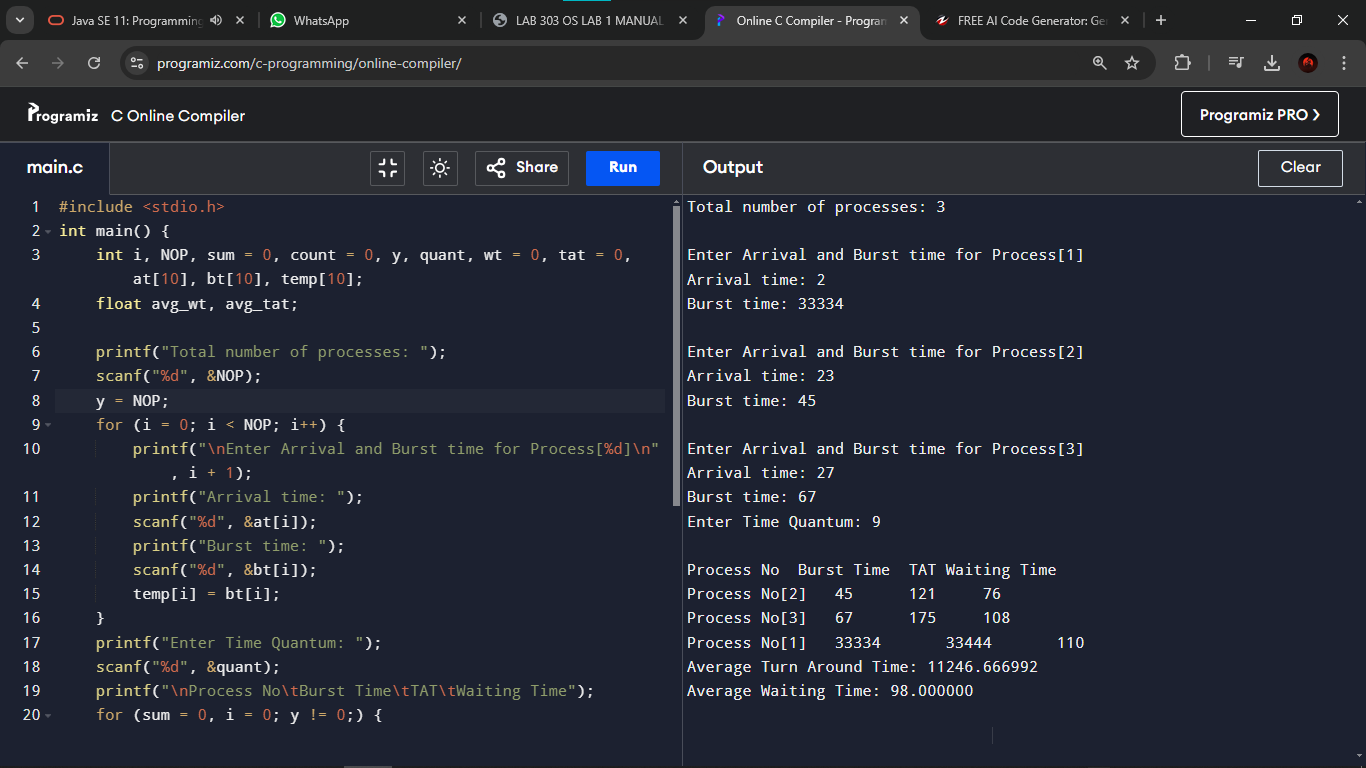 Java SE 11: Programming
WhatsApp
LAB 303 OS LAB 1 MANUAL
Online C Compiler - Program
FREE AI Code Generator: Ge
programiz.com/c-programming/online-compiler/
Programiz C Online Compiler
Programiz PRO
main.c
Share
Run
Output
Clear
1 #include <stdio.h>
2 int main() {
3 int i, NOP, sum = 0, count = 0, y, quant, wt = 0, tat = 0,
at[10], bt[10], temp[10];
4 float avg_wt, avg_tat;
5
6 printf("Total number of processes: ");
7 scanf("%d", &NOP);
8 y = NOP;
9 for (i = 0; i < NOP; i++) {
10 printf("\nEnter Arrival and Burst time for Process[%d]\n"
, i + 1);
11 printf("Arrival time: ");
12 scanf("%d", &at[i]);
13 printf("Burst time: ");
14 scanf("%d", &bt[i]);
15 temp[i] = bt[i];
16 }
17 printf("Enter Time Quantum: ");
18 scanf("%d", &quant);
19 printf("\nProcess No\tBurst Time\tTAT\tWaiting Time");
20 for (sum = 0, i = 0; y != 0;) {
Total number of processes: 3
Enter Arrival and Burst time for Process[1]
Arrival time: 2
Burst time: 33334
Enter Arrival and Burst time for Process[2]
Arrival time: 23
Burst time: 45
Enter Arrival and Burst time for Process[3]
Arrival time: 27
Burst time: 67
Enter Time Quantum: 9
Process No Burst Time TAT Waiting Time
Process No[2] 45 121 76
Process No[3] 67 175 108
Process No[1] 33334 33444 110
Average Turn Around Time: 11246.666992
Average Waiting Time: 98.000000